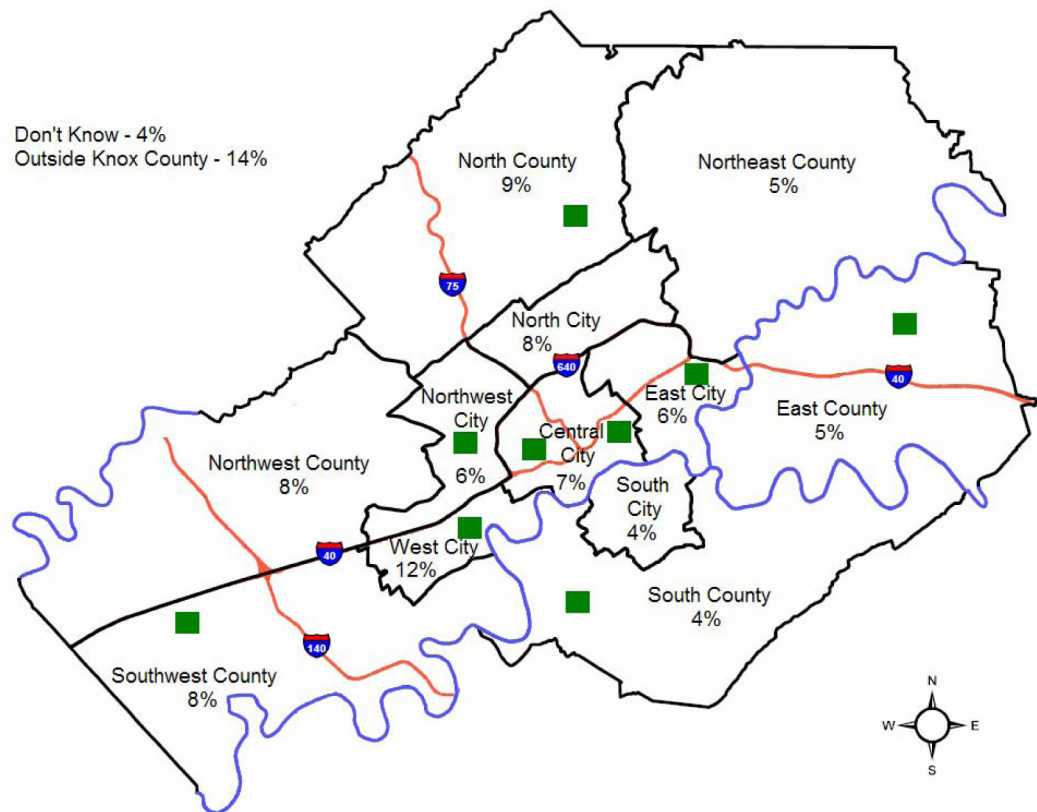 Don't Know - 4%
Outside Knox County - 14%
North County
9%
Northeast County
5%
75
North City
8%
640
40
Northwest
City
6%
East City
6%
East County
5%
Central
City
7%
Northwest County
8%
South
City
4%
40
West City
12%
South County
4%
140
Southwest County
8%
N
W
E
S